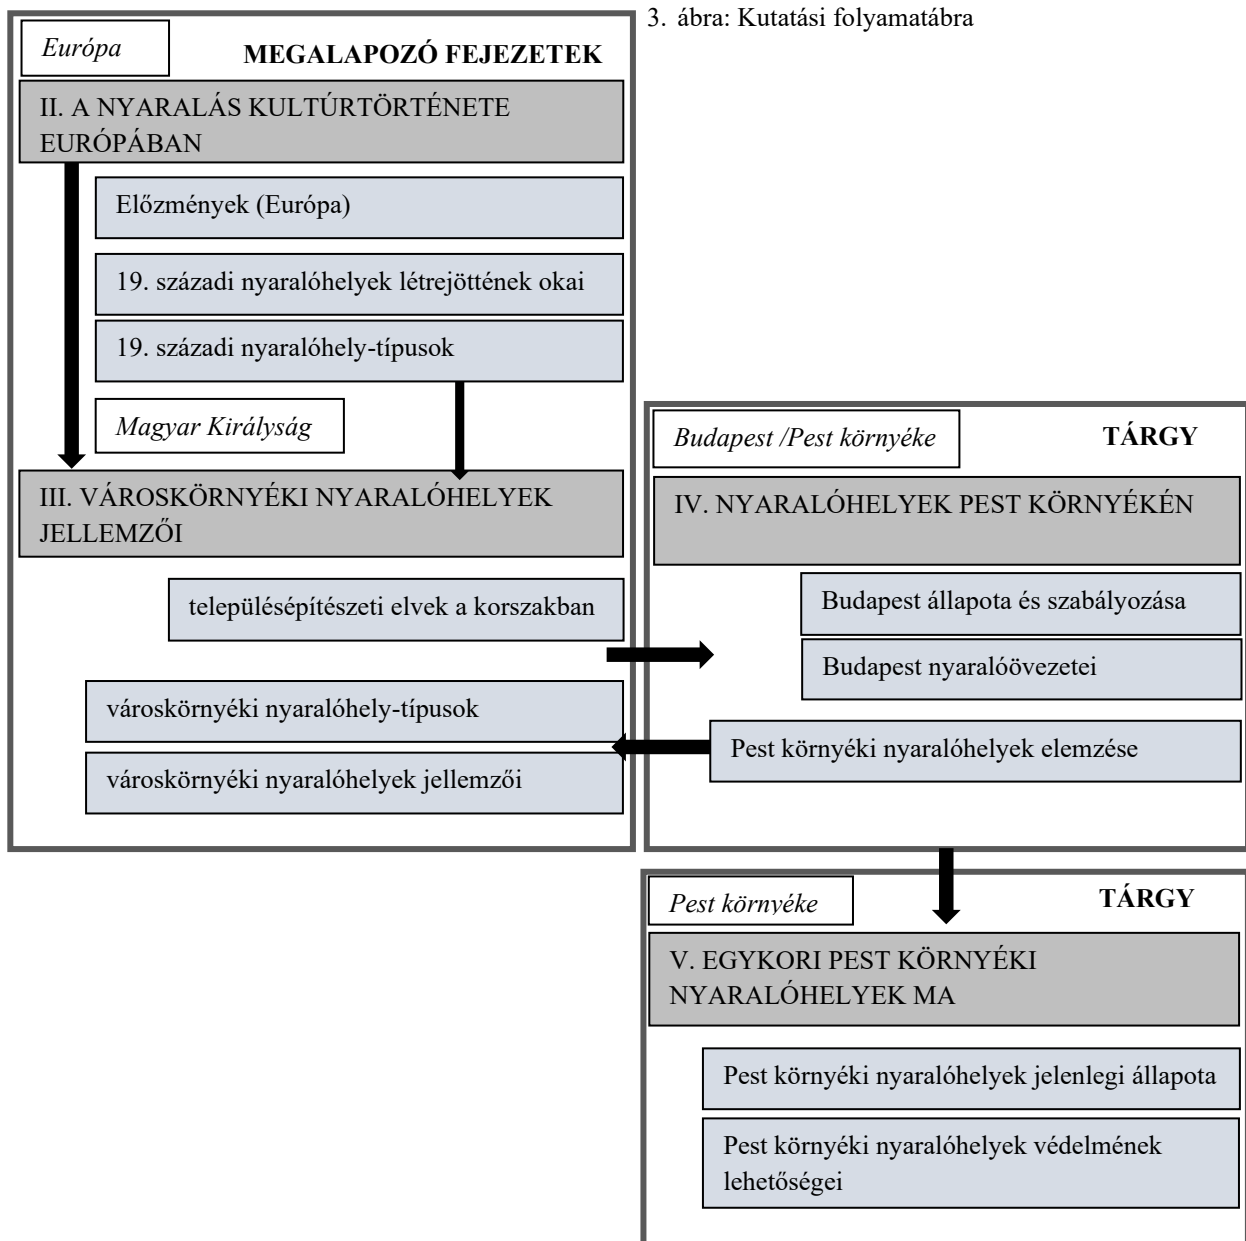 3. ábra: Kutatási folyamatábra
Európa
MEGALAPOZÓ FEJEZETEK
II. A NYARALÁS KULTÚRTÖRTÉNETE
EURÓPÁBAN
Előzmények (Európa)
19. századi nyaralóhelyek létrejöttének okai
19. századi nyaralóhely-típusok
Magyar Királyság
III. VÁROSKÖRNYÉKI NYARALÓHELYEK
JELLEMZŐI
településépítészeti elvek a korszakban
városkörnyéki nyaralóhely-típusok
városkörnyéki nyaralóhelyek jellemzői
Budapest /Pest környéke
TÁRGY
IV. NYARALÓHELYEK PEST KÖRNYÉKÉN
Budapest állapota és szabályozása
Budapest nyaralóövezetei
Pest környéki nyaralóhelyek elemzése
Pest környéke
TÁRGY
V. EGYKORI PEST KÖRNYÉKI
NYARALÓHELYEK MA
Pest környéki nyaralóhelyek jelenlegi állapota
Pest környéki nyaralóhelyek védelmének
lehetőségei